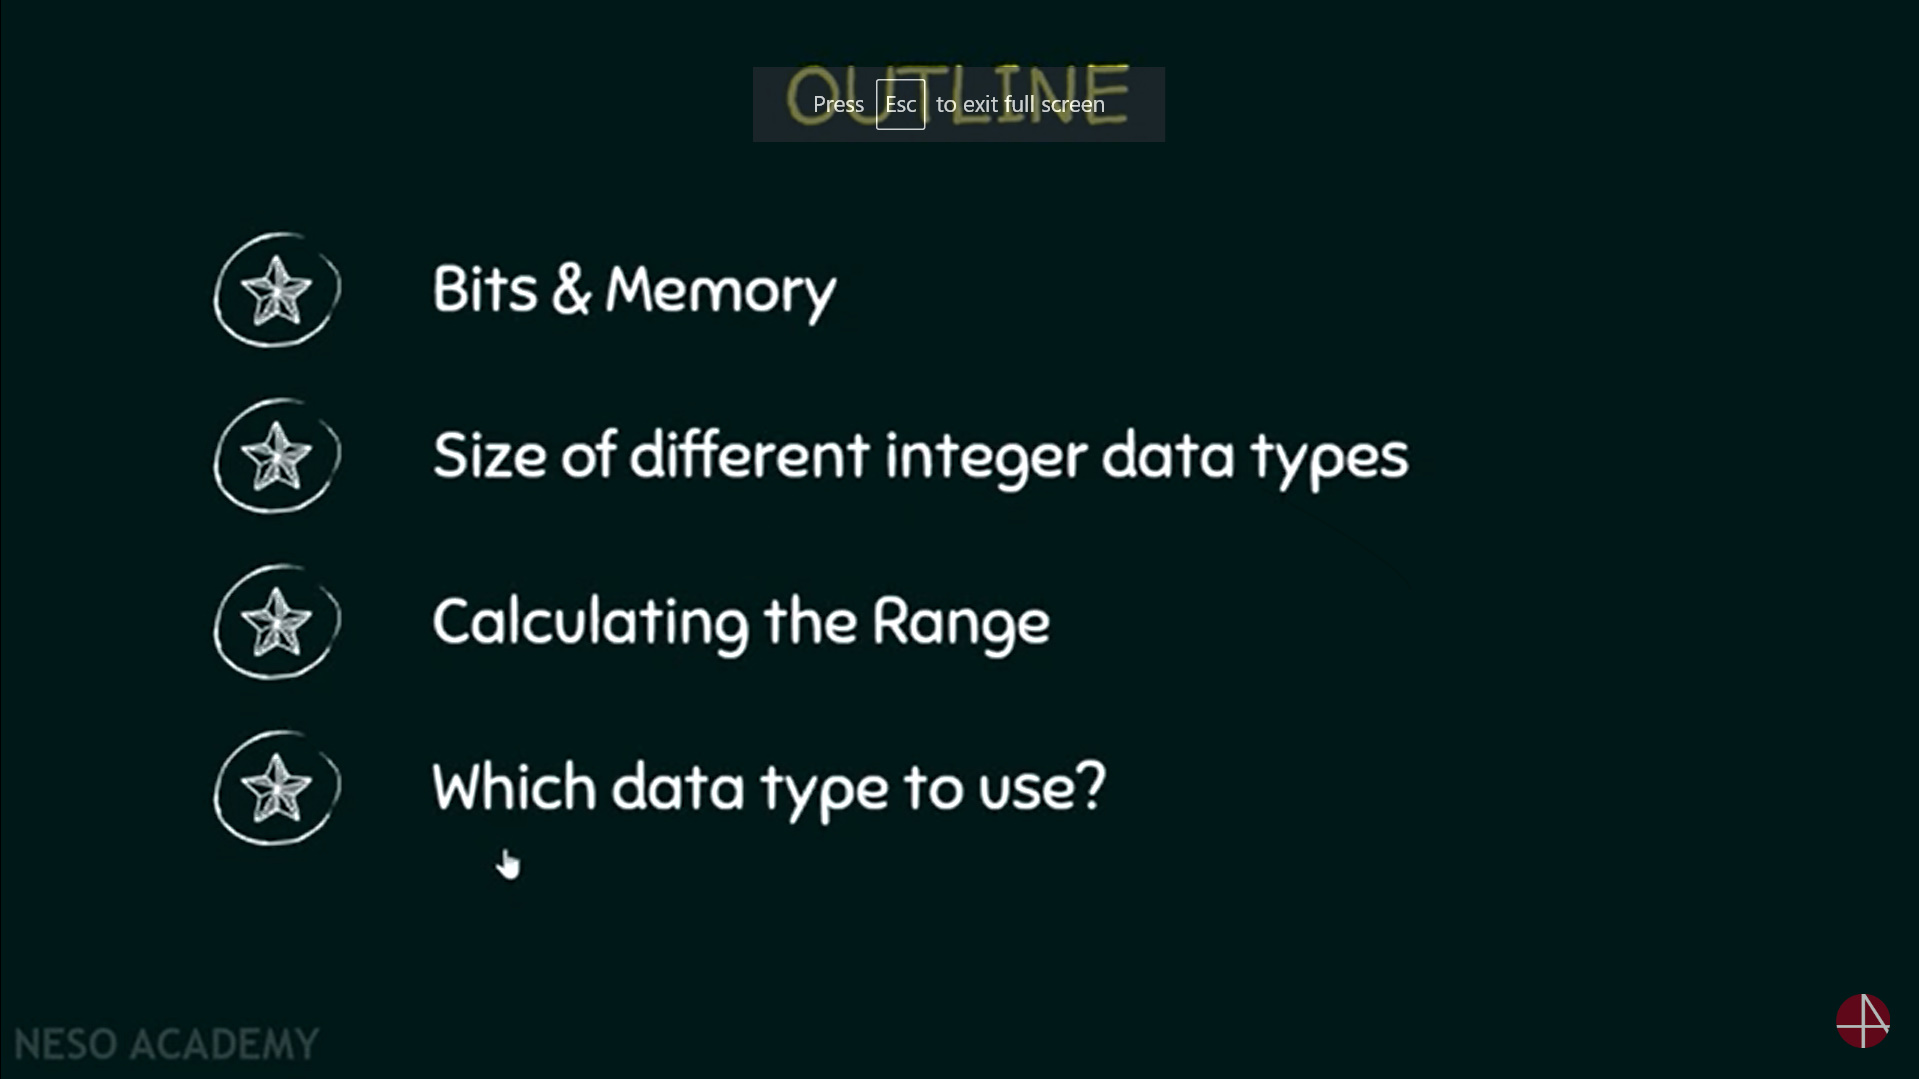 OUTLINE
Press Esc to exit full screen
Bits & Memory
Size of different integer data types
Calculating the Range
Which data type to use?
NESO ACADEMY